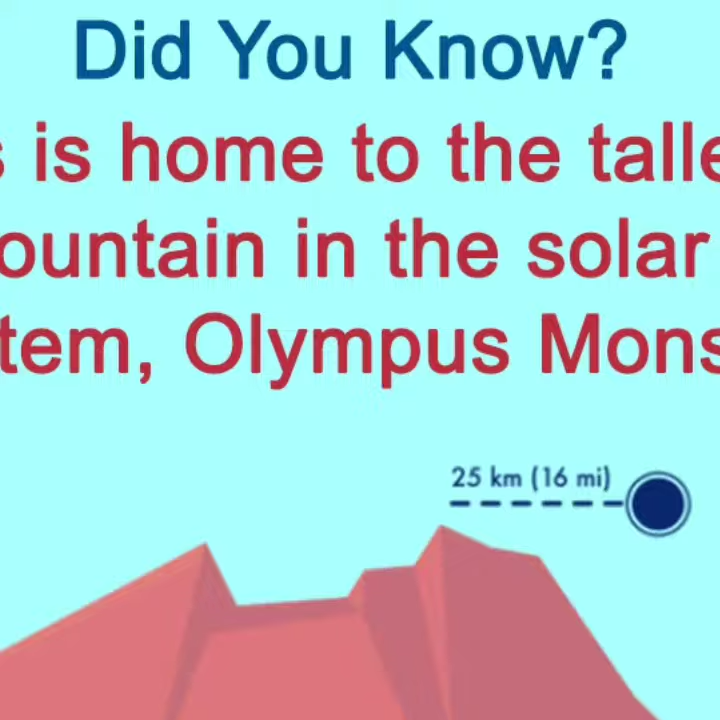 Did You Know?
s is home to the talle
ountain in the solar
tem, Olympus Mons
25 km (16 mi)